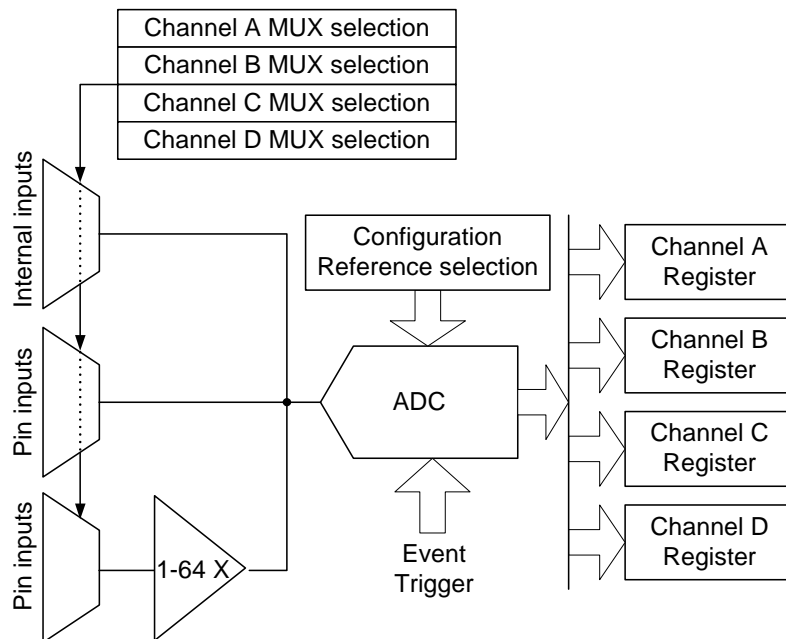 Channel A MUX selection
Channel B MUX selection
Channel C MUX selection
Channel D MUX selection
Internal inputs
Pin inputs
Pin inputs
1-64 X
Configuration
Reference selection
ADC
Event
Trigger
Channel A
Register
Channel B
Register
Channel C
Register
Channel D
Register